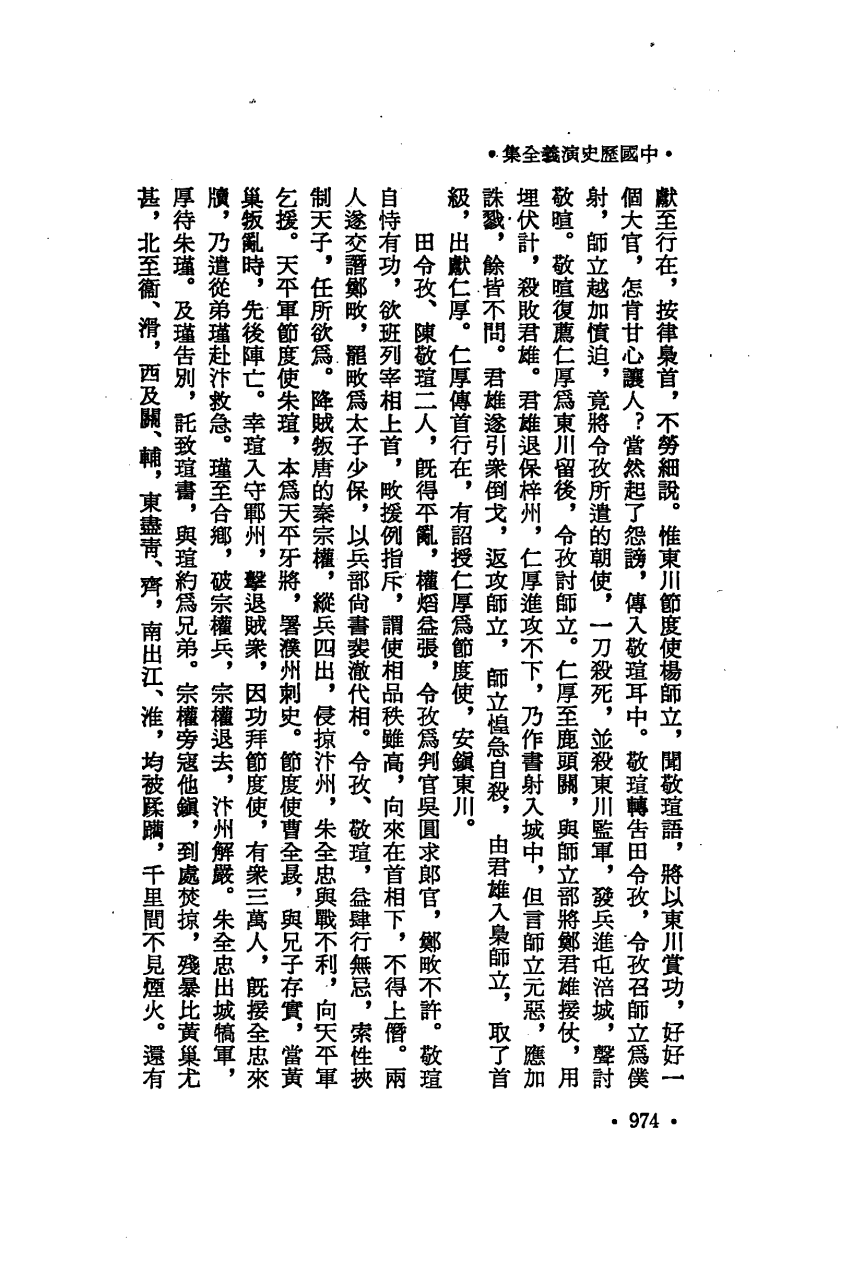 •中國歷史演義全集•
獻至行在，按律梟首，不勞細說。惟東川節度使楊師立，聞敬瑄語，將以東川賞功，好好一
個大官，怎肯甘心讓人？當然起了怨謗，傳入敬瑄耳中。敬瑄轉告田令孜，令孜召師立爲僕
射，師立越加憤迫，竟將令孜所遣的朝使，一刀殺死，並殺東川監軍，發兵進屯涪城，聲討
敬瑄。敬瑄復薦仁厚爲東川留後，令孜討師立。仁厚至鹿頭關，與師立部將鄭君雄接仗，用
埋伏計，殺敗君雄。君雄退保梓州，仁厚進攻不下，乃作書射入城中，但言師立元惡，應加
誅戮，餘皆不問。君雄遂引衆倒戈，返攻師立，師立惶急自殺，由君雄入梟師立，取了首
級，出獻仁厚。仁厚傳首行在，有詔授仁厚爲節度使，安鎭東川。
田令孜、陳敬瑄二人，旣得平亂，權熖益張，令孜爲判官吳圓求郎官，鄭畋不許。敬瑄
自恃有功，欲班列宰相上首，畋援例指斥，謂使相品秩雖高，向來在首相下，不得上僭。兩
人遂交譖鄭畋，罷畋爲太子少保，以兵部尙書裴澈代相。令孜、敬瑄，益肆行無忌，索性挾
制天子，任所欲爲。降賊叛唐的秦宗權，縱兵四出，侵掠汴州，朱全忠與戰不利，向天平軍
乞援。天平軍節度使朱瑄，本爲天平牙將，署濮州刺史。節度使曹全晸，與兄子存實，當黃
巢叛亂時，先後陣亡。幸瑄入守鄆州，擊退賊衆，因功拜節度使，有衆三萬人，旣接全忠來
牘，乃遣從弟瑾赴汴救急。瑾至合鄉，破宗權兵，宗權退去，汴州解嚴。朱全忠出城犒軍，
厚待朱瑾。及瑾告別，託致瑄書，與瑄約爲兄弟。宗權旁寇他鎭，到處焚掠，殘暴比黃巢尤
甚，北至衞、滑，西及關、輔，東盡靑、齊，南出江、淮，均被蹂躪，千里間不見煙火。還有
•974•